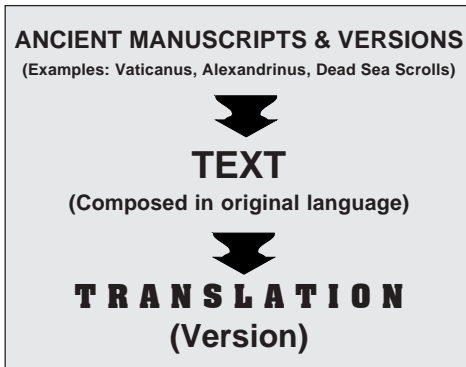 ANCIENT MANUSCRIPTS & VERSIONS
(Examples: Vaticanus, Alexandrinus, Dead Sea Scrolls)
TEXT
(Composed in original language)
TRANSLATION
(Version)